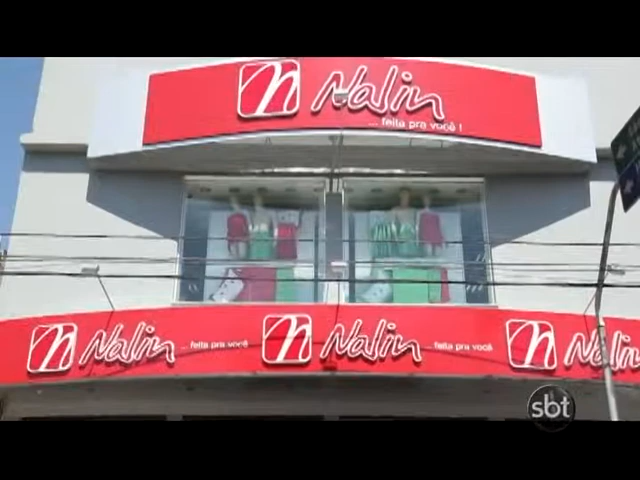 n Nalin
... feita pra você !
n Nalin ... feita pra você n Nalin ... feita pra você n Nalin
sbt